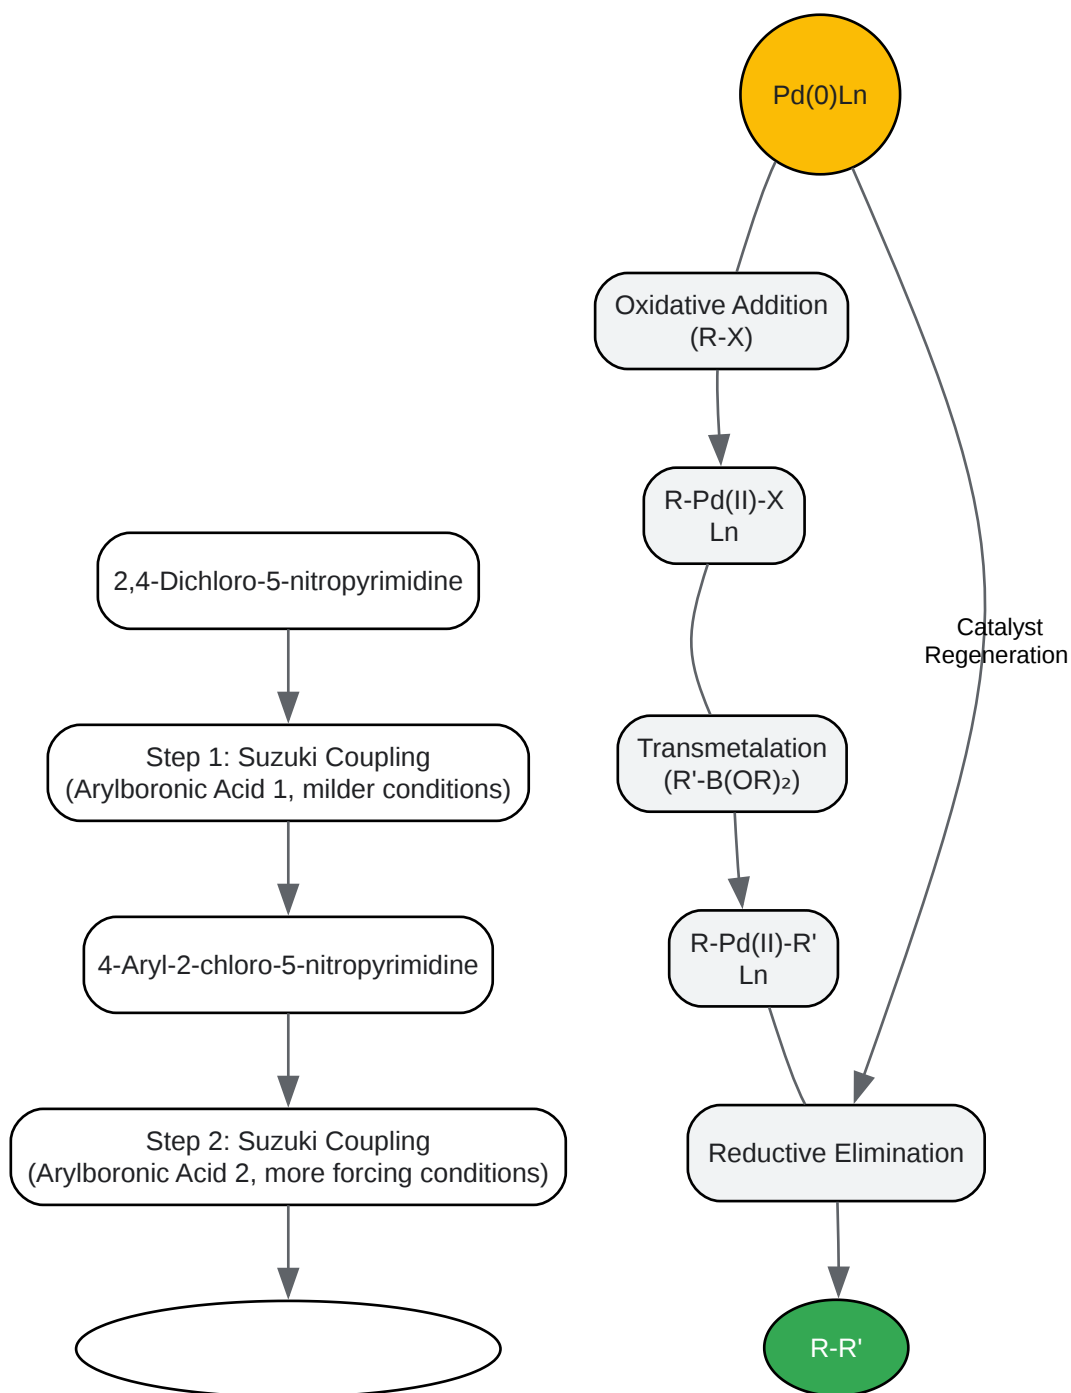 Pd(0)Ln
Oxidative Addition
(R-X)
R-Pd(II)-X
Ln
2,4-Dichloro-5-nitropyrimidine
Catalyst
Regeneration
Step 1: Suzuki Coupling
(Arylboronic Acid 1, milder conditions)
Transmetalation
(R'-B(OR)₂)
4-Aryl-2-chloro-5-nitropyrimidine
R-Pd(II)-R'
Ln
Step 2: Suzuki Coupling
(Arylboronic Acid 2, more forcing conditions)
Reductive Elimination
R-R'